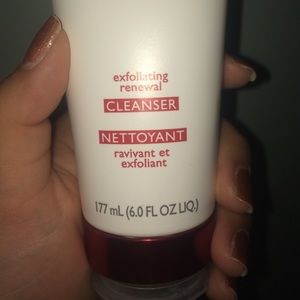 exfoliating
renewal
CLEANSER
NETTOYANT
ravivant et
exfoliant
177 mL (6.0 FL OZ LIQ.)